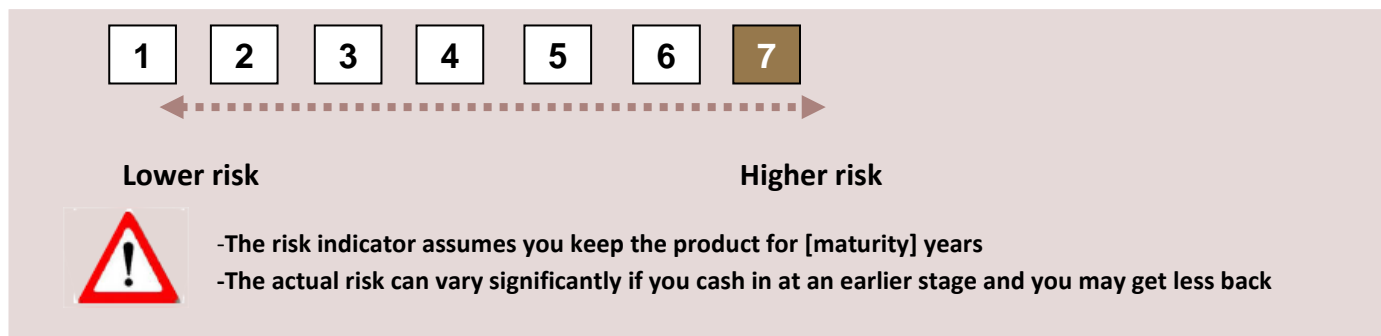 1 2 3 4 5 6 7
Lower risk Higher risk
-The risk indicator assumes you keep the product for [maturity] years
-The actual risk can vary significantly if you cash in at an earlier stage and you may get less back